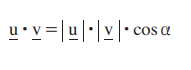 u · v = |u| · |v| · cos α